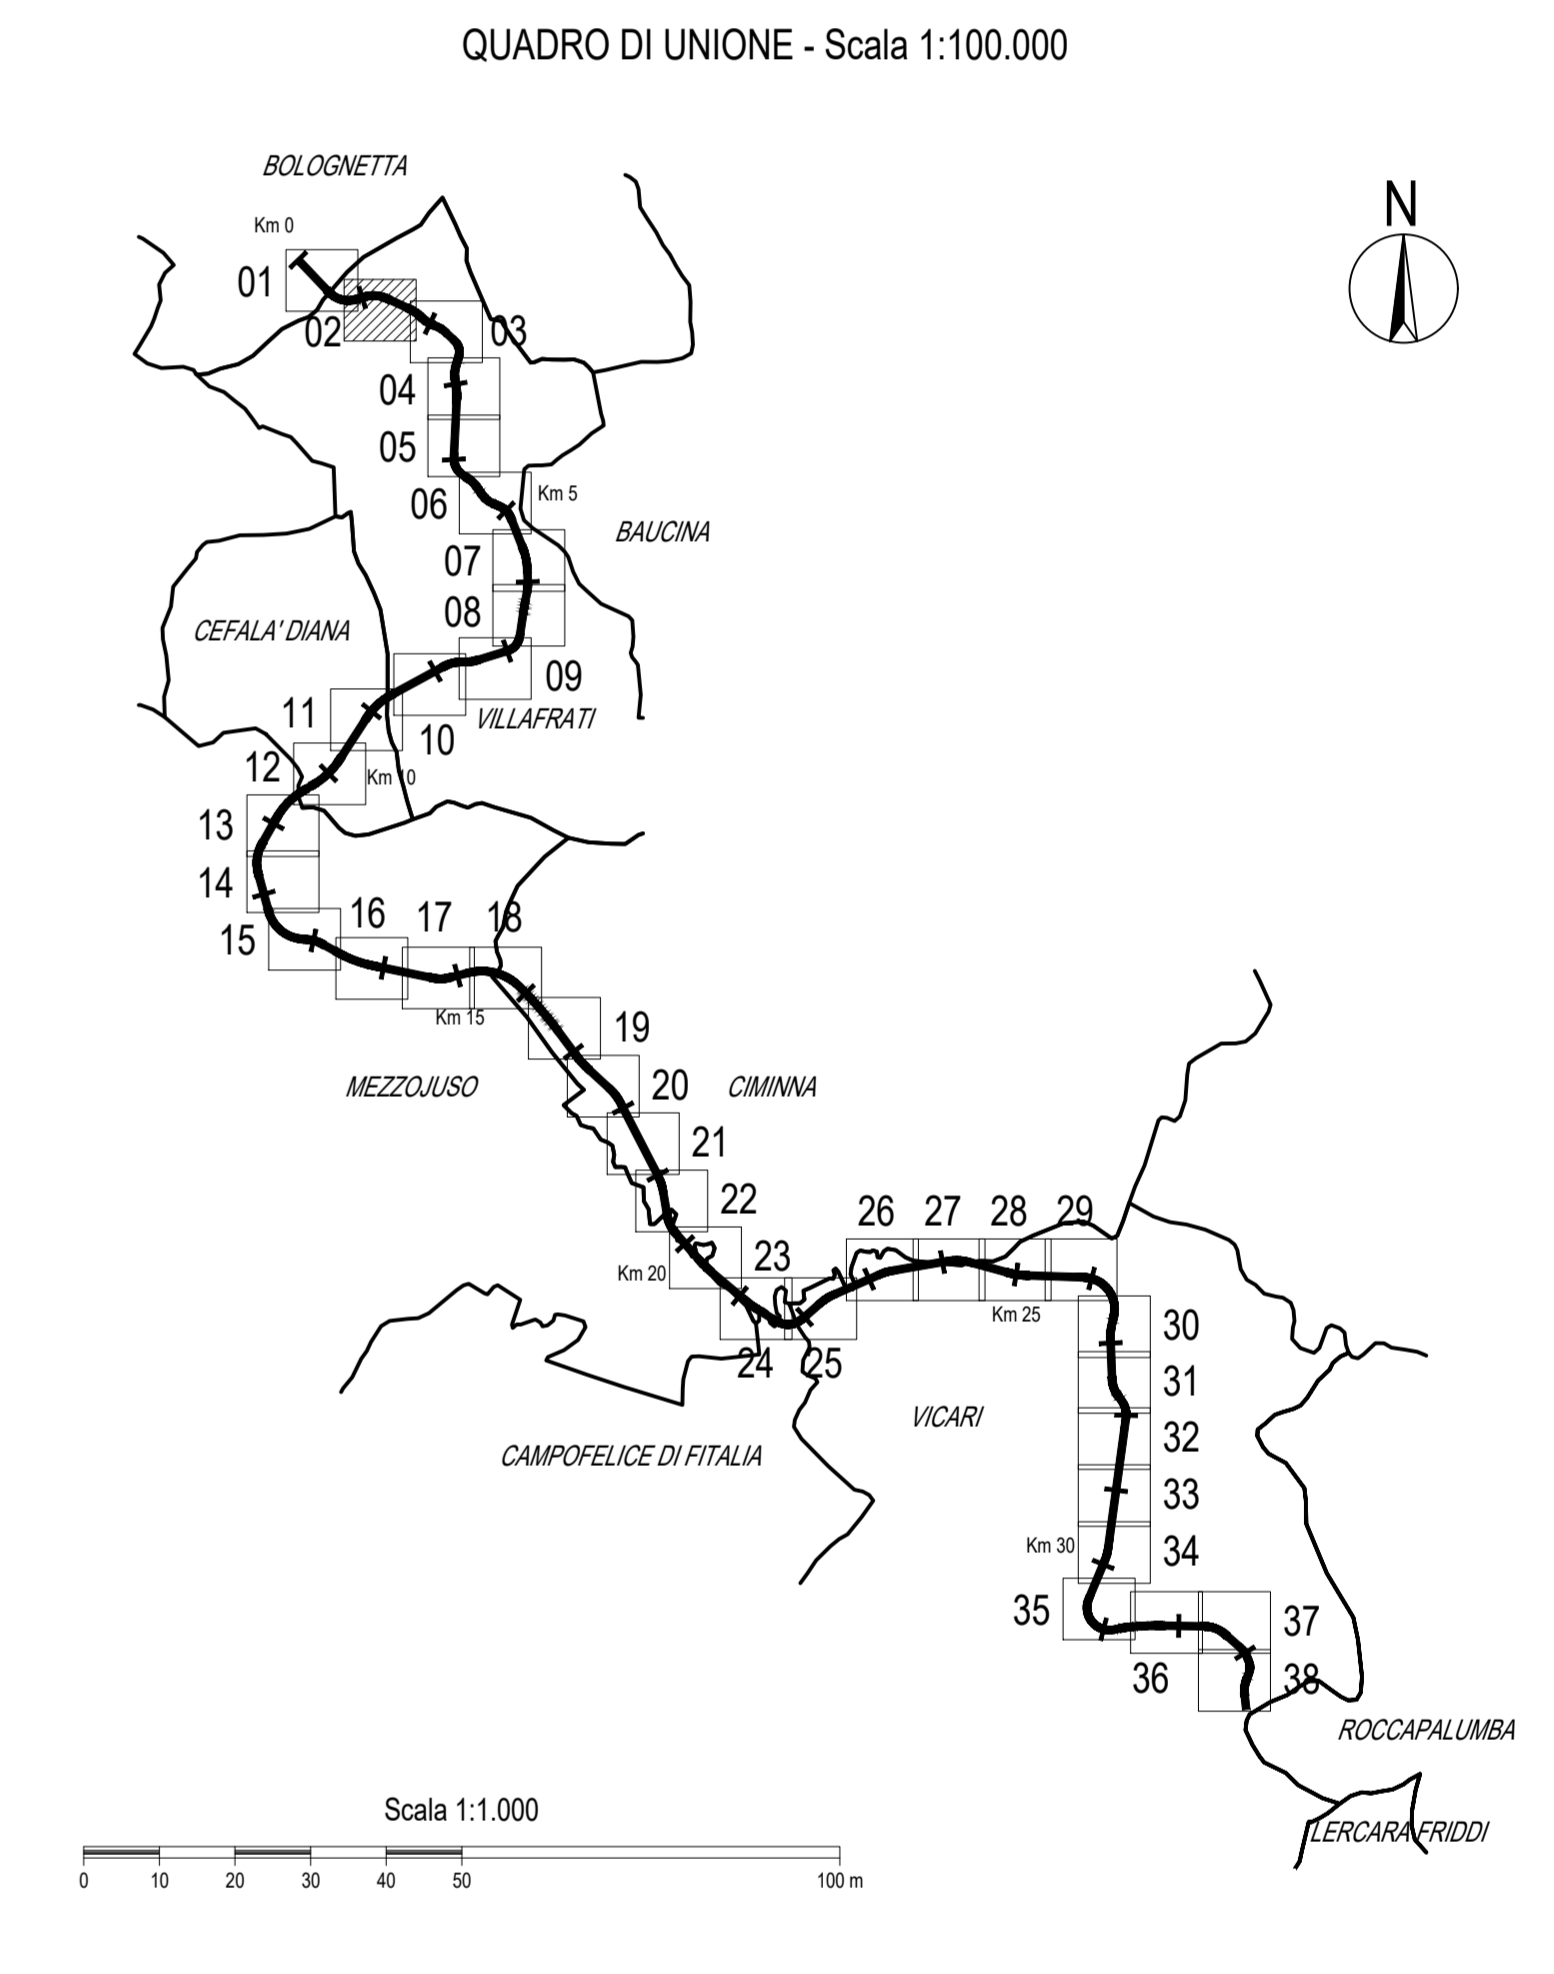 QUADRO DI UNIONE - Scala 1:100.000
BOLOGNETTA
N
Km 0
01
02
03
04
05
06
Km 5
BAUCINA
07
08
CEFALA' DIANA
09
11
VILLAFRATI
10
12
Km 10
13
14
15
16
17
18
Km 15
19
MEZZOJUSO
CIMINNA
20
21
22
23
Km 20
24
25
26
27
28
29
Km 25
30
31
VICARI
32
CAMPOFELICE DI FITALIA
33
Km 30
34
35
36
37
38
ROCCAPALUMBA
LERCARA FRIDDI
Scala 1:1.000
0 10 20 30 40 50 100 m